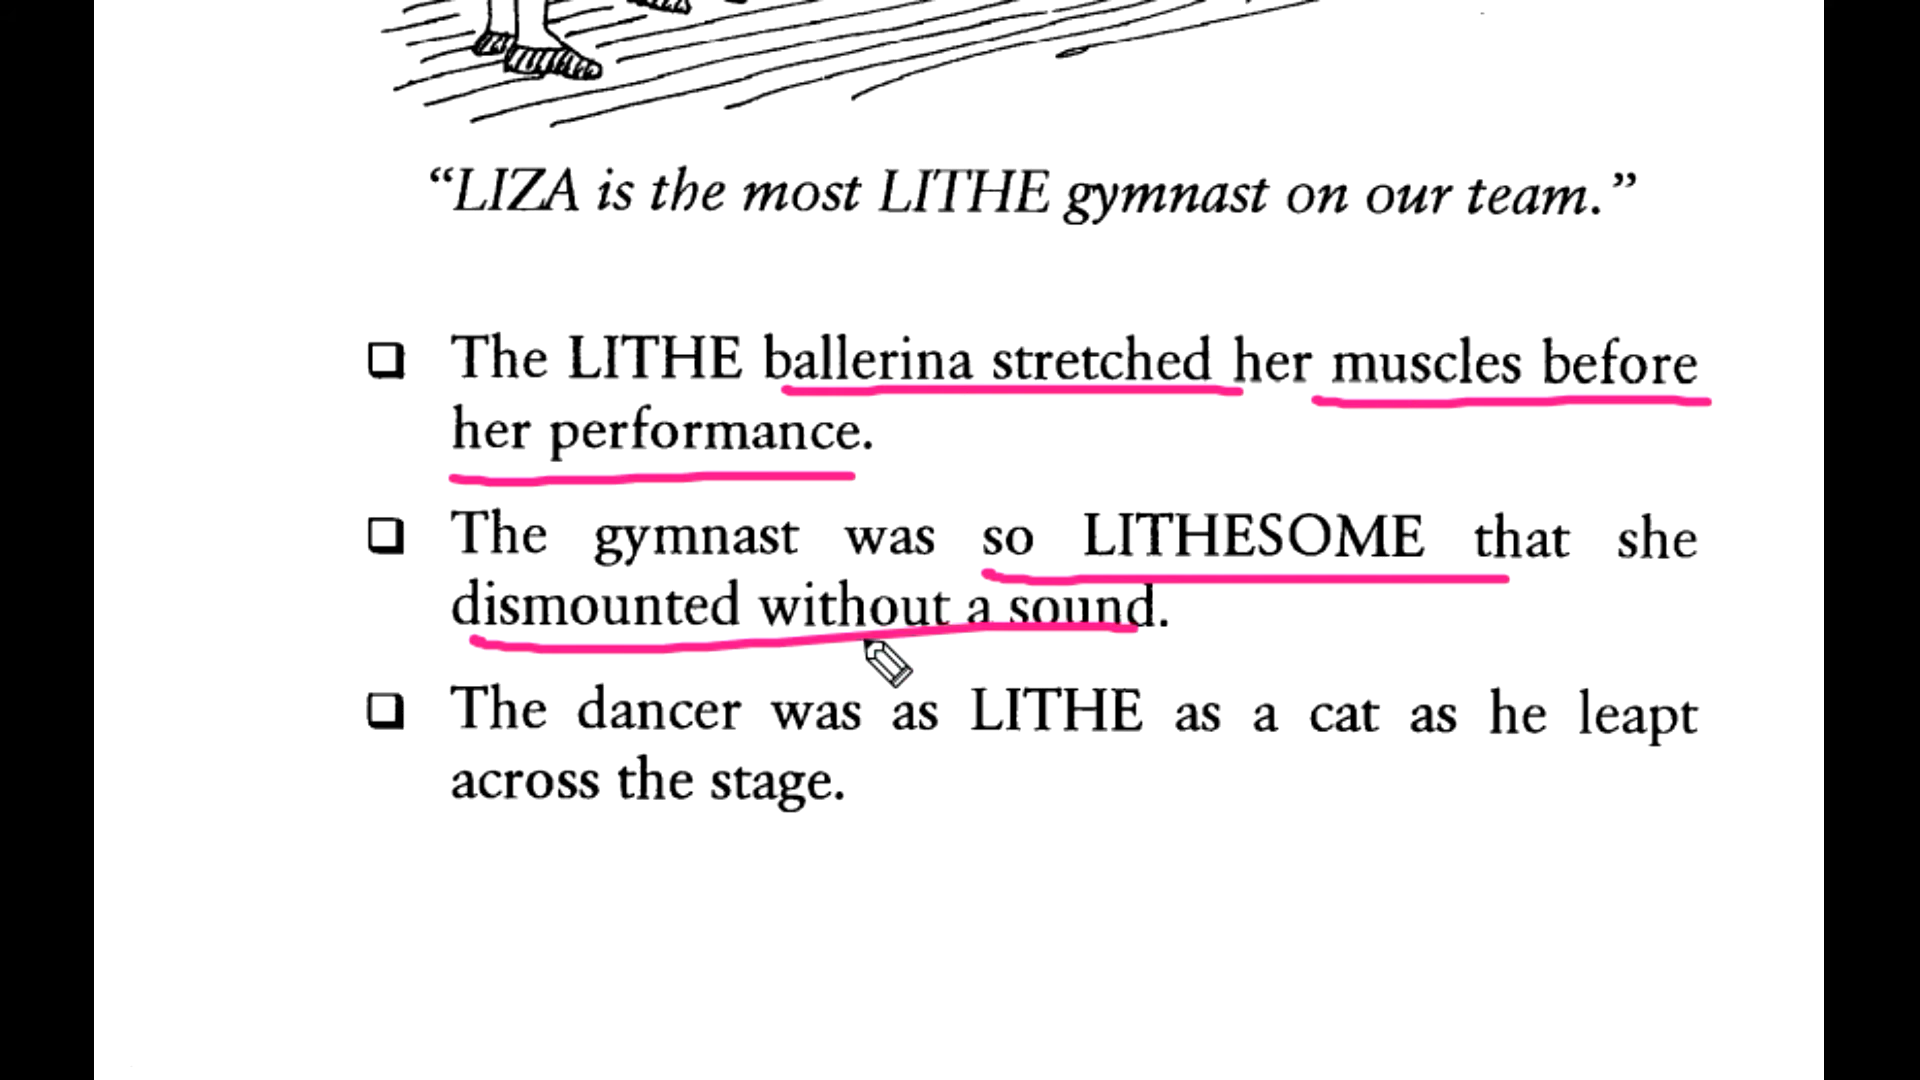 “LIZA is the most LITHE gymnast on our team.”
The LITHE ballerina stretched her muscles before
her performance.
The gymnast was so LITHESOME that she
dismounted without a sound.
The dancer was as LITHE as a cat as he leapt
across the stage.